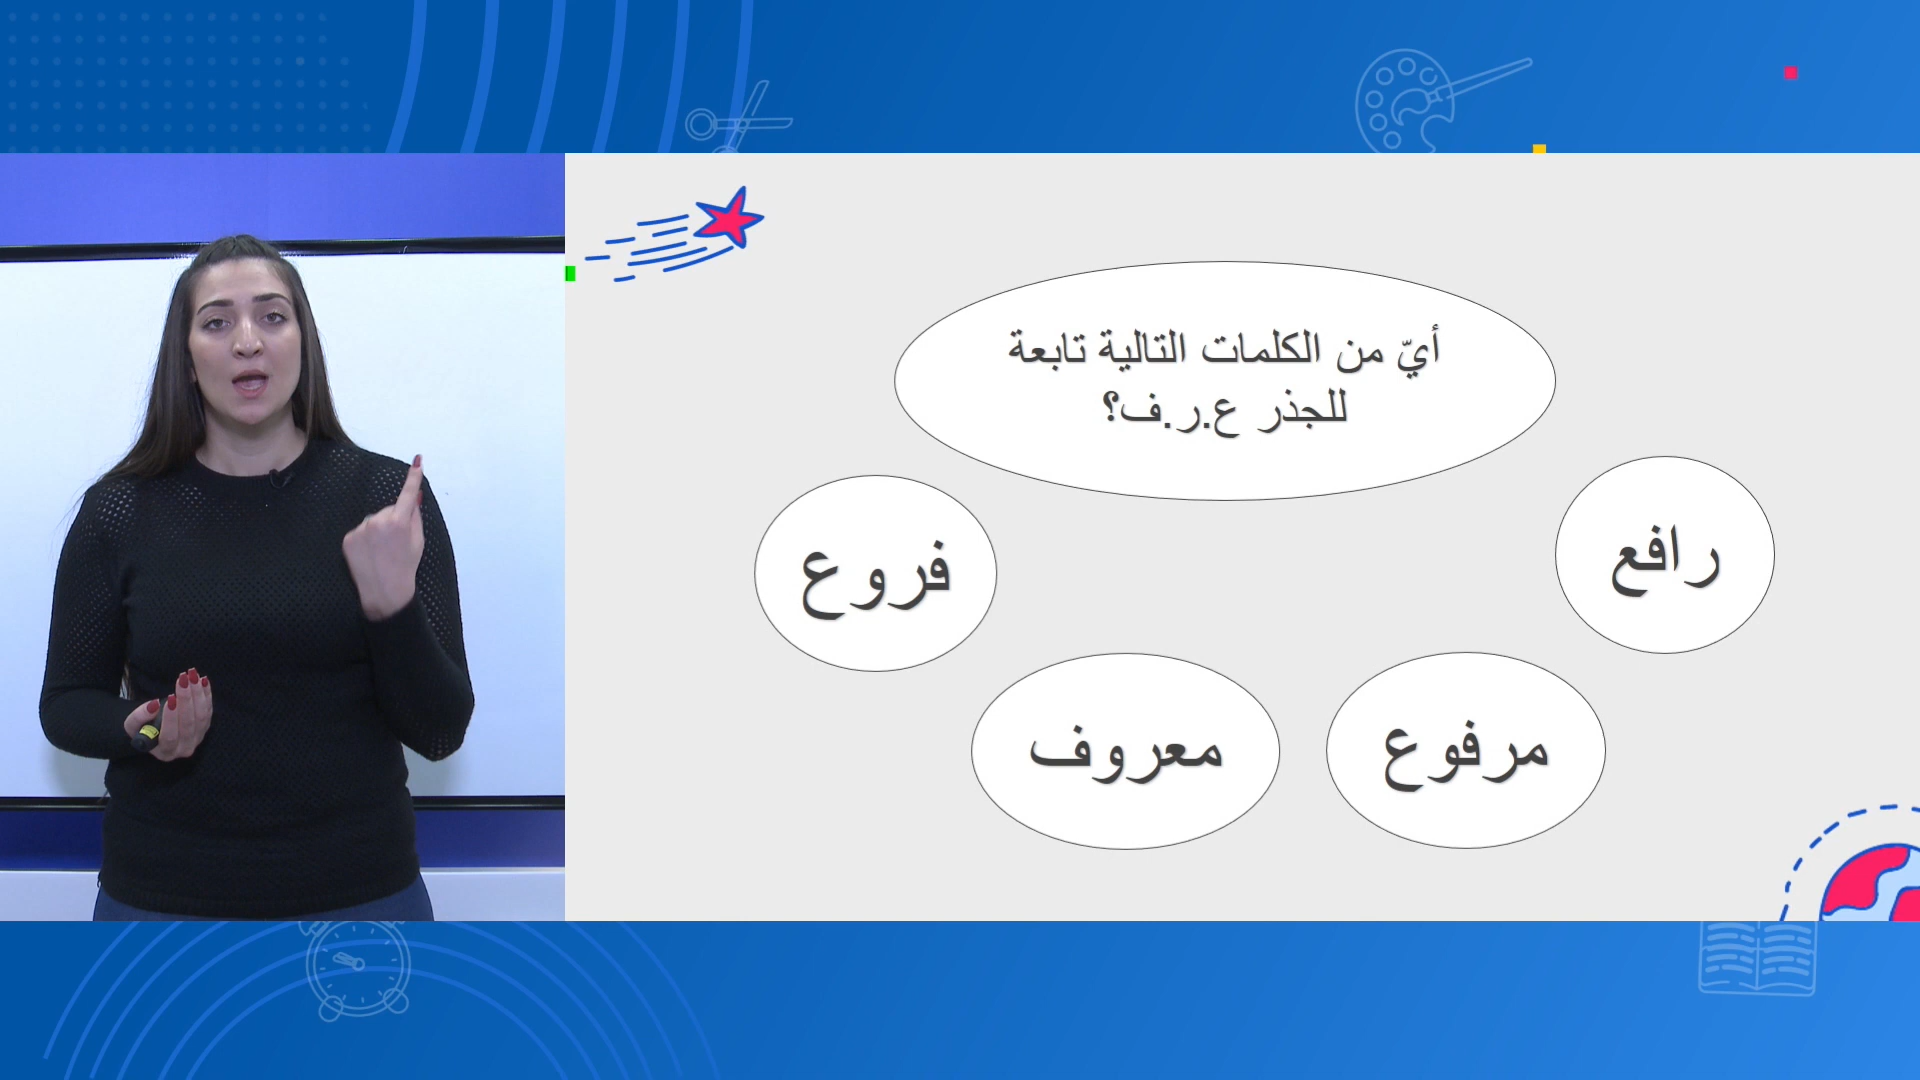 أيّ من الكلمات التالية تابعة
للجذر ع.ر.ف؟
رافع
فروع
مرفوع
معروف